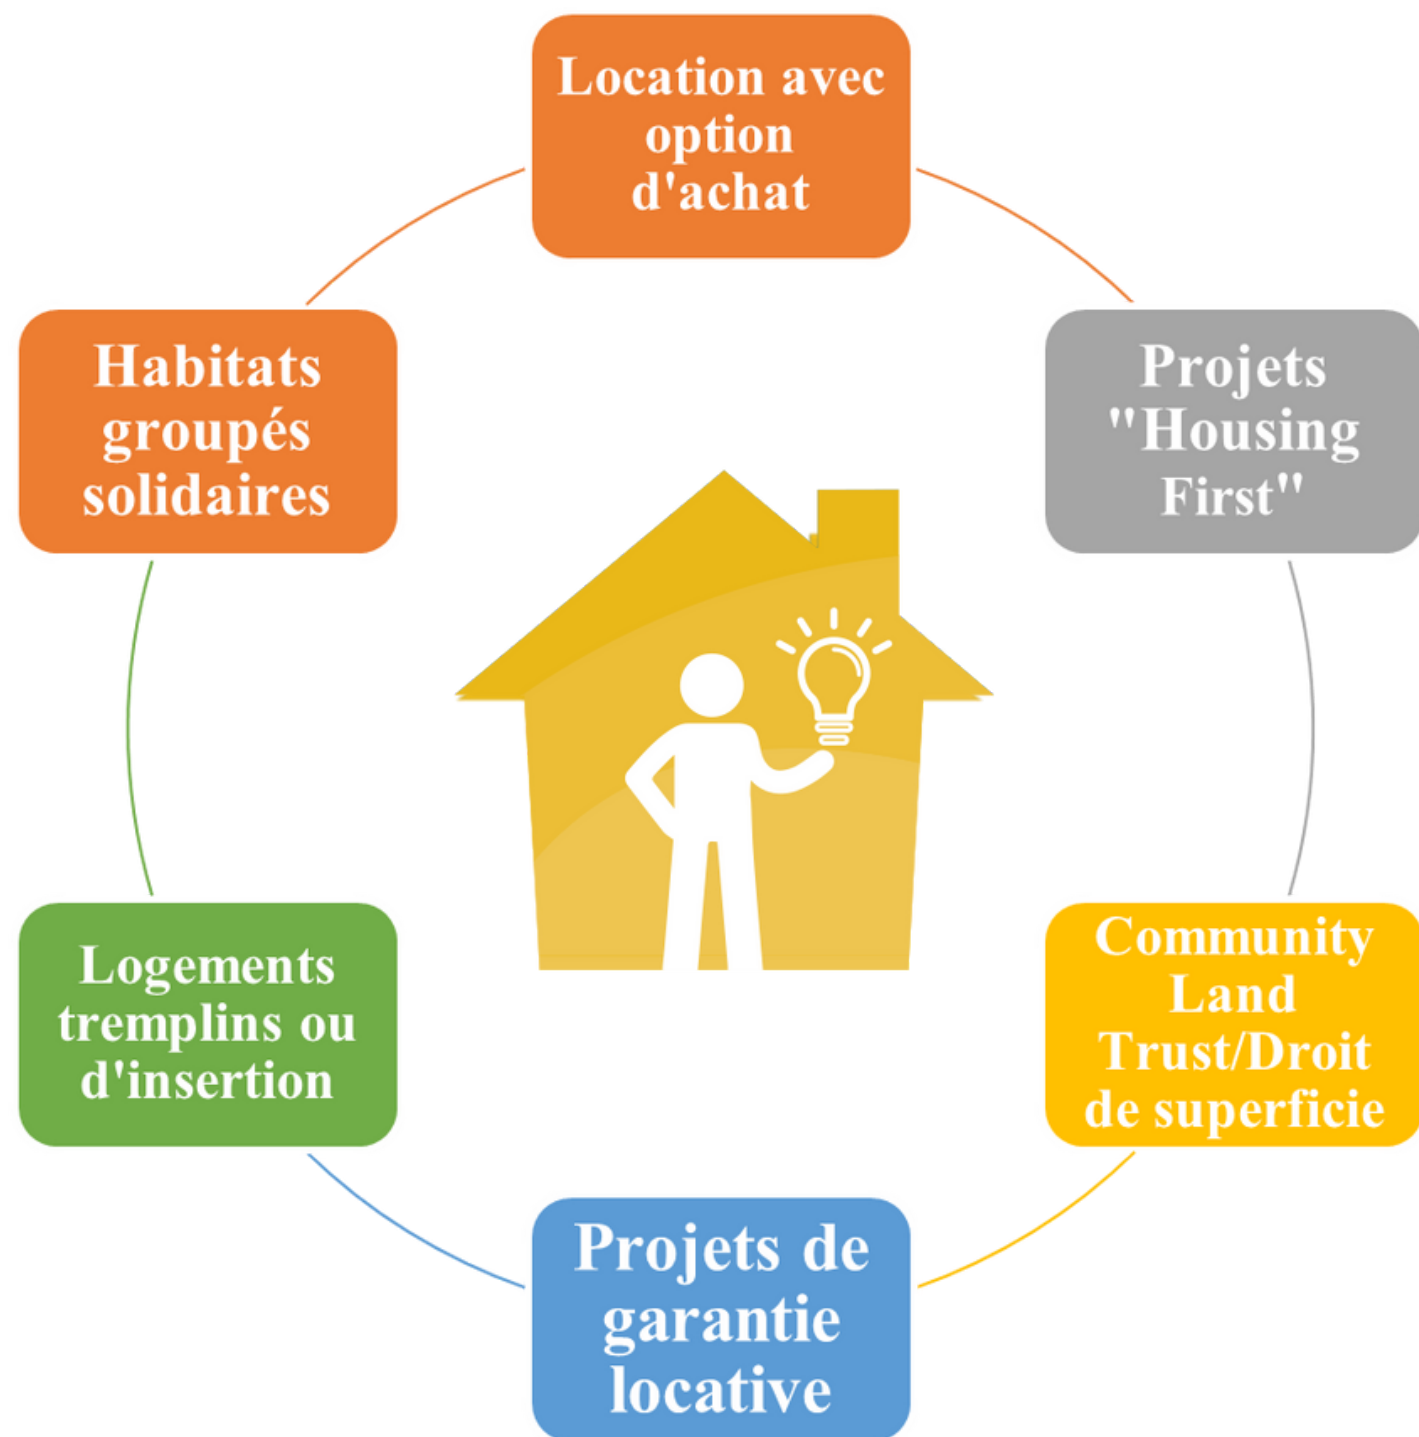 Location avec
option
d'achat
Projets
"Housing
First"
Community
Land
Trust/Droit
de superficie
Projets de
garantie
locative
Logements
tremplins ou
d'insertion
Habitats
groupés
solidaires